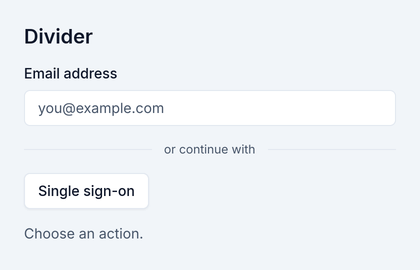 Divider
Email address
you@example.com
or continue with
Single sign-on
Choose an action.